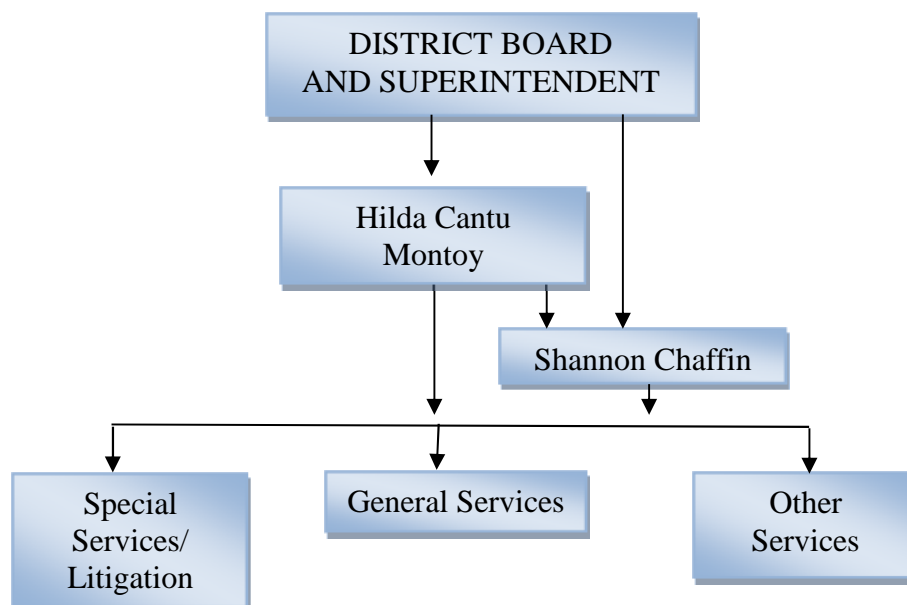 DISTRICT BOARD
AND SUPERINTENDENT
Hilda Cantu
Montoy
Shannon Chaffin
Special
Services/
Litigation
General Services
Other
Services